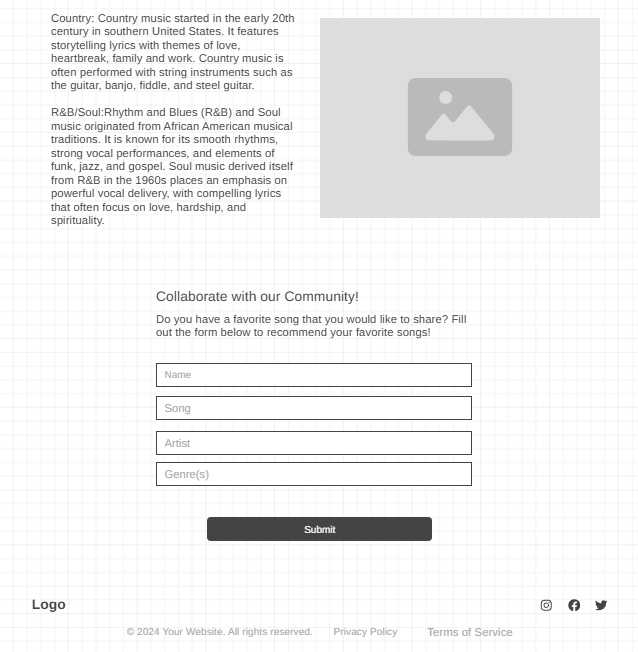 Country: Country music started in the early 20th
century in southern United States. It features
storytelling lyrics with themes of love,
heartbreak, family and work. Country music is
often performed with string instruments such as
the guitar, banjo, fiddle, and steel guitar.
R&B/Soul:Rhythm and Blues (R&B) and Soul
music originated from African American musical
traditions. It is known for its smooth rhythms,
strong vocal performances, and elements of
funk, jazz, and gospel. Soul music derived itself
from R&B in the 1960s places an emphasis on
powerful vocal delivery, with compelling lyrics
that often focus on love, hardship, and
spirituality.
Collaborate with our Community!
Do you have a favorite song that you would like to share? Fill
out the form below to recommend your favorite songs!
Name
Song
Artist
Genre(s)
Submit
Logo
© 2024 Your Website. All rights reserved. Privacy Policy Terms of Service